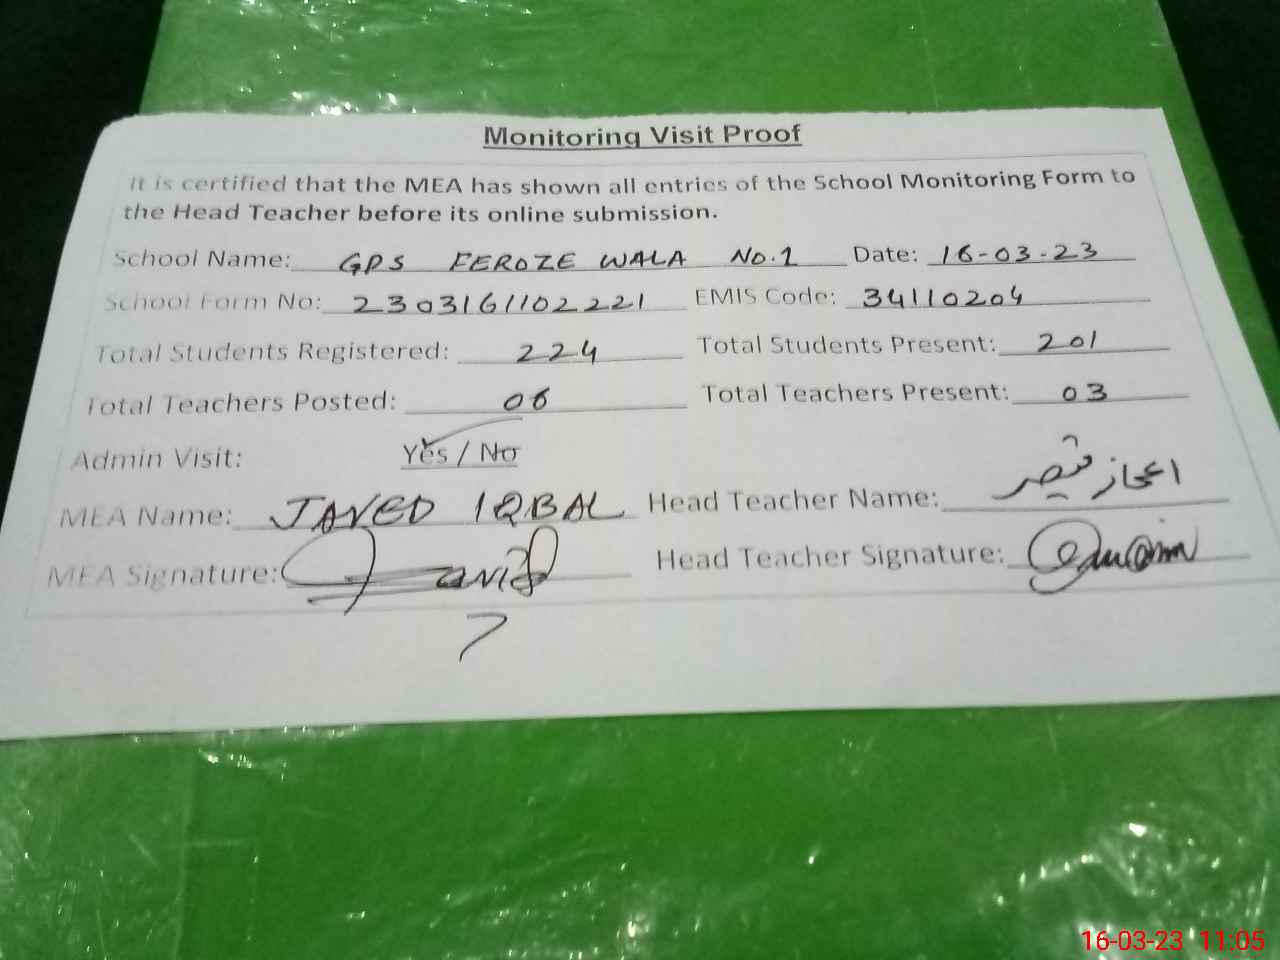 Monitoring Visit Proof
It is certified that the MEA has shown all entries of the School Monitoring Form to
the Head Teacher before its online submission.
School Name: GPS FEROZE WALA No.1 Date: 16-03-23
School Form No: 2303161102221 EMIS Code: 34110204
Total Students Registered: 224 Total Students Present: 201
Total Teachers Posted: 06 Total Teachers Present: 03
Admin Visit: Yes / No
MEA Name: JAVED IQBAL Head Teacher Name: اعجاز قیصر
MEA Signature: Javid Head Teacher Signature:
16-03-23 11:05